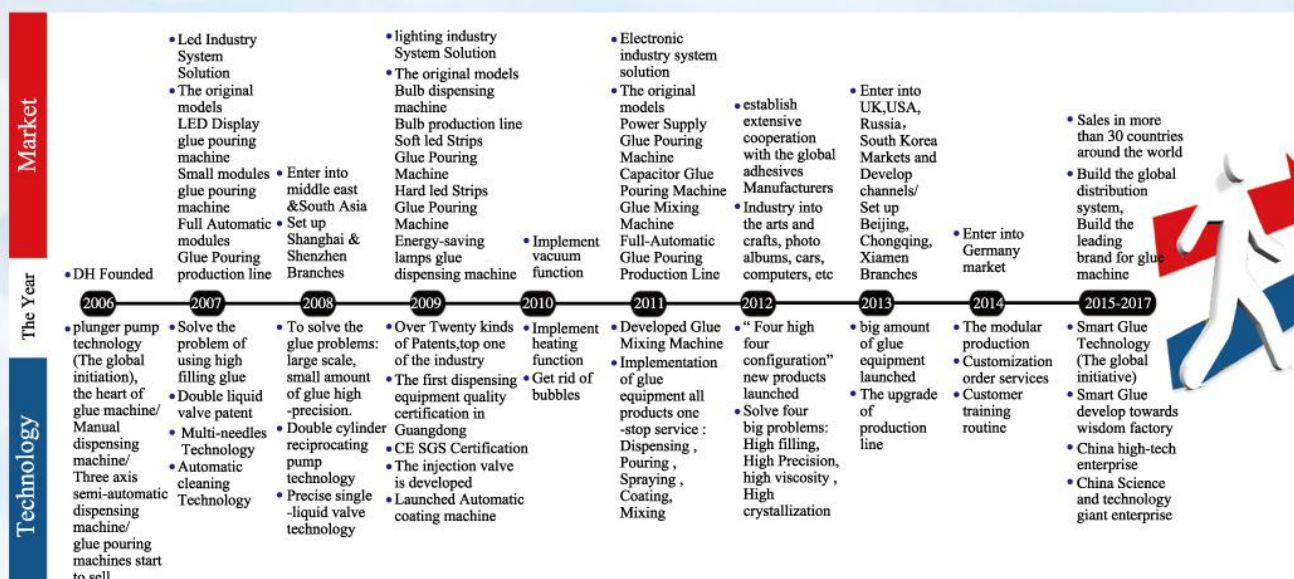 Market
• Led Industry
System
Solution
• The original
models
LED Display
glue pouring
machine
Small modules
glue pouring
machine
Full Automatic
modules
Glue Pouring
production line
• Enter into
middle east
&South Asia
• Set up
Shanghai &
Shenzhen
Branches
• lighting industry
System Solution
• The original models
Bulb dispensing
machine
Bulb production line
Soft led Strips
Glue Pouring
Machine
Hard led Strips
Glue Pouring
Machine
Energy-saving
lamps glue
dispensing machine
• Implement
vacuum
function
• Electronic
industry system
solution
• The original
models
Power Supply
Glue Pouring
Machine
Capacitor Glue
Pouring Machine
Glue Mixing
Machine
Full-Automatic
Glue Pouring
Production Line
• establish
extensive
cooperation
with the global
adhesives
Manufacturers
• Industry into
the arts and
crafts, photo
albums, cars,
computers, etc
• Enter into
UK,USA,
Russia，
South Korea
Markets and
Develop
channels/
Set up
Beijing,
Chongqing,
Xiamen
Branches
• Enter into
Germany
market
• Sales in more
than 30 countries
around the world
• Build the global
distribution
system,
Build the
leading
brand for glue
machine
The Year
• DH Founded
2006
2007
2008
2009
2010
2011
2012
2013
2014
2015-2017
Technology
• plunger pump
technology
(The global
initiation),
the heart of
glue machine/
Manual
dispensing
machine/
Three axis
semi-automatic
dispensing
machine/
glue pouring
machines start
to sell
• Solve the
problem of
using high
filling glue
• Double liquid
valve patent
• Multi-needles
Technology
• Automatic
cleaning
Technology
• To solve the
glue problems:
large scale,
small amount
of glue high
-precision.
• Double cylinder
reciprocating
pump
technology
• Precise single
-liquid valve
technology
• Over Twenty kinds
of Patents,top one
of the industry
• The first dispensing
equipment quality
certification in
Guangdong
• CE SGS Certification
• The injection valve
is developed
• Launched Automatic
coating machine
• Implement
heating
function
• Get rid of
bubbles
• Developed Glue
Mixing Machine
• Implementation
of glue
equipment all
products one
-stop service :
Dispensing ,
Pouring ,
Spraying ,
Coating,
Mixing
• “ Four high
four
configuration”
new products
launched
• Solve four
big problems:
High filling,
High Precision,
high viscosity ,
High
crystallization
• big amount
of glue
equipment
launched
• The upgrade
of
production
line
• The modular
production
• Customization
order services
• Customer
training
routine
• Smart Glue
Technology
(The global
initiative)
• Smart Glue
develop towards
wisdom factory
• China high-tech
enterprise
• China Science
and technology
giant enterprise